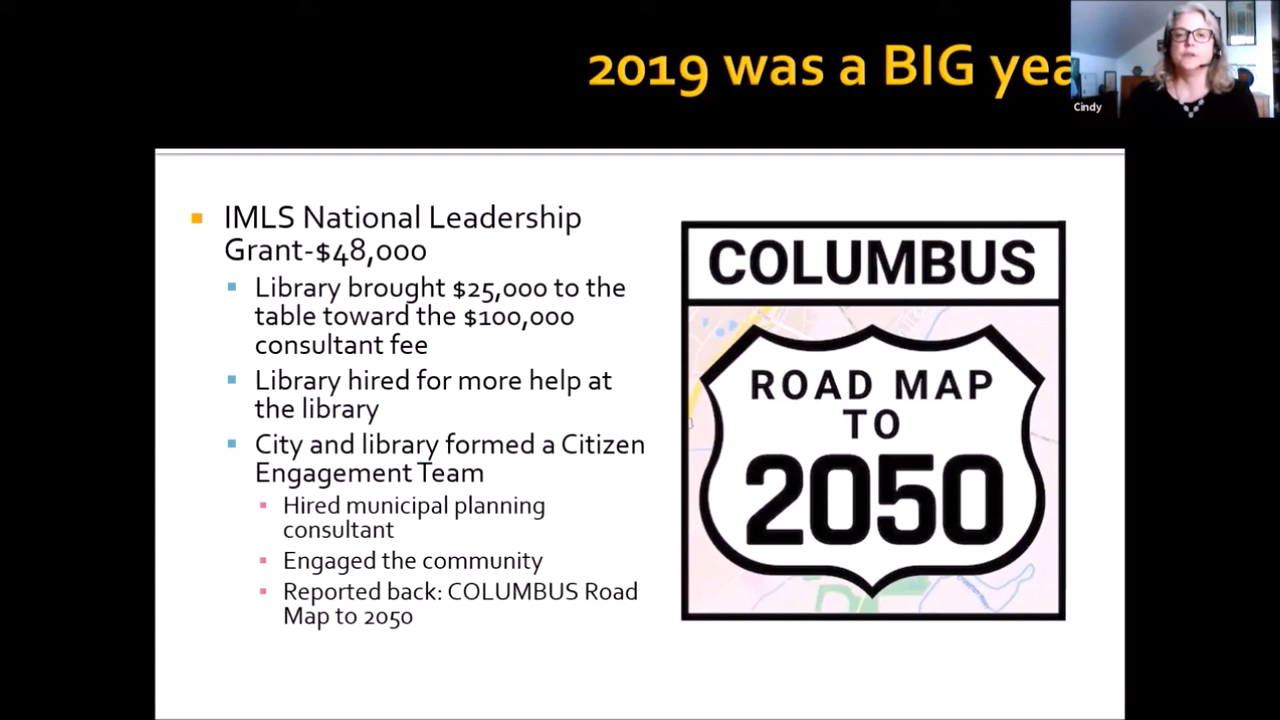 2019 was a BIG yea
Cindy
IMLS National Leadership
Grant-$48,000
Library brought $25,000 to the
table toward the $100,000
consultant fee
Library hired for more help at
the library
City and library formed a Citizen
Engagement Team
Hired municipal planning
consultant
Engaged the community
Reported back: COLUMBUS Road
Map to 2050
COLUMBUS
ROAD MAP
TO
2050